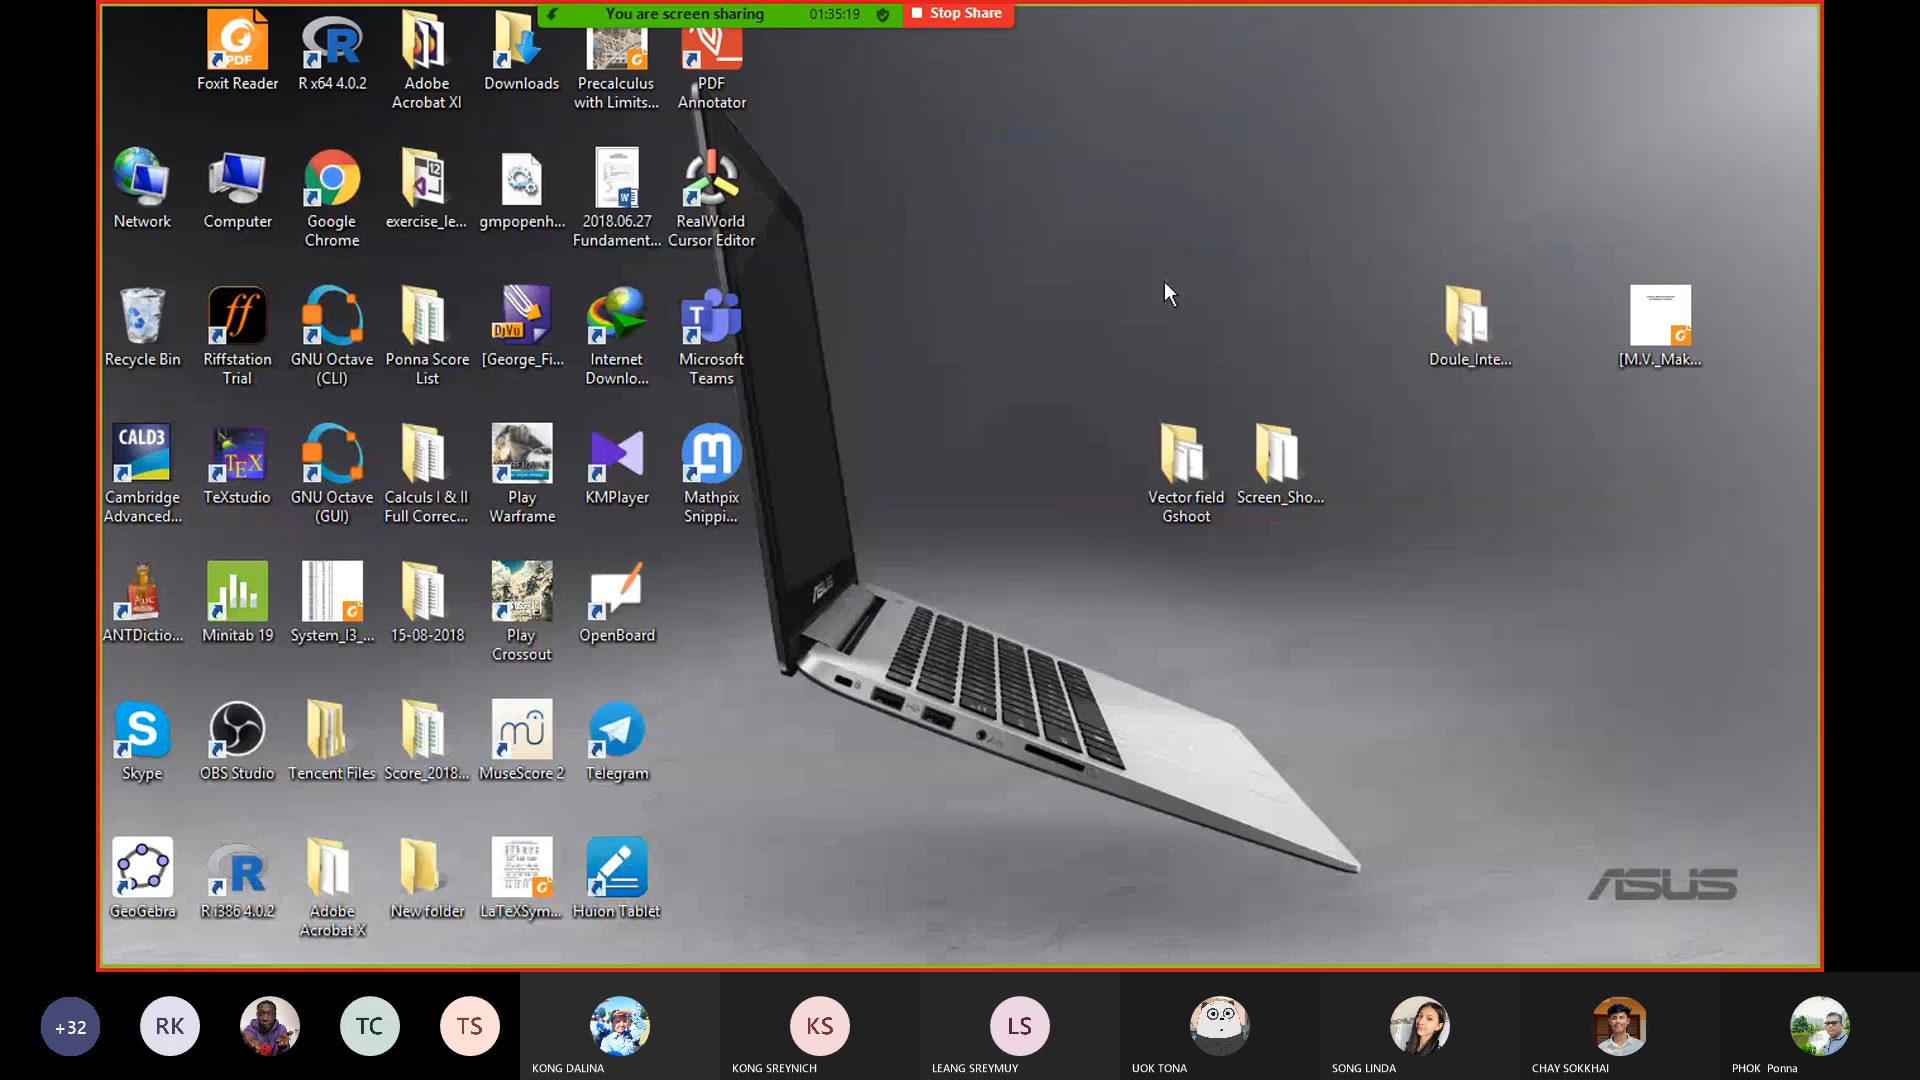 You are screen sharing
01:35:19
Stop Share
Foxit Reader
R x64 4.0.2
Adobe
Acrobat XI
Downloads
Precalculus
with Limits...
PDF
Annotator
Network
Computer
Google
Chrome
exercise_le...
gmpopenh...
2018.06.27
Fundament...
RealWorld
Cursor Editor
Recycle Bin
Riffstation
Trial
GNU Octave
(CLI)
Ponna Score
List
[George_Fi...
Internet
Downlo...
Microsoft
Teams
Doule_Inte...
[M.V._Mak...
CALD3
Cambridge
Advanced...
TeXstudio
GNU Octave
(GUI)
Calculs I & II
Full Correc...
Play
Warframe
KMPlayer
Mathpix
Snippi...
Vector field
Gshoot
Screen_Sho...
ANTDictio...
Minitab 19
System_I3_...
15-08-2018
Play
Crossout
OpenBoard
Skype
OBS Studio
Tencent Files
Score_2018...
MuseScore 2
Telegram
GeoGebra
R i386 4.0.2
Adobe
Acrobat X
New folder
LaTeXSym...
Huion Tablet
ASUS
ASUS
+32
RK
TC
TS
KONG DALINA
KS
KONG SREYNICH
LS
LEANG SREYMUY
UOK TONA
SONG LINDA
CHAY SOKKHAI
PHOK Ponna